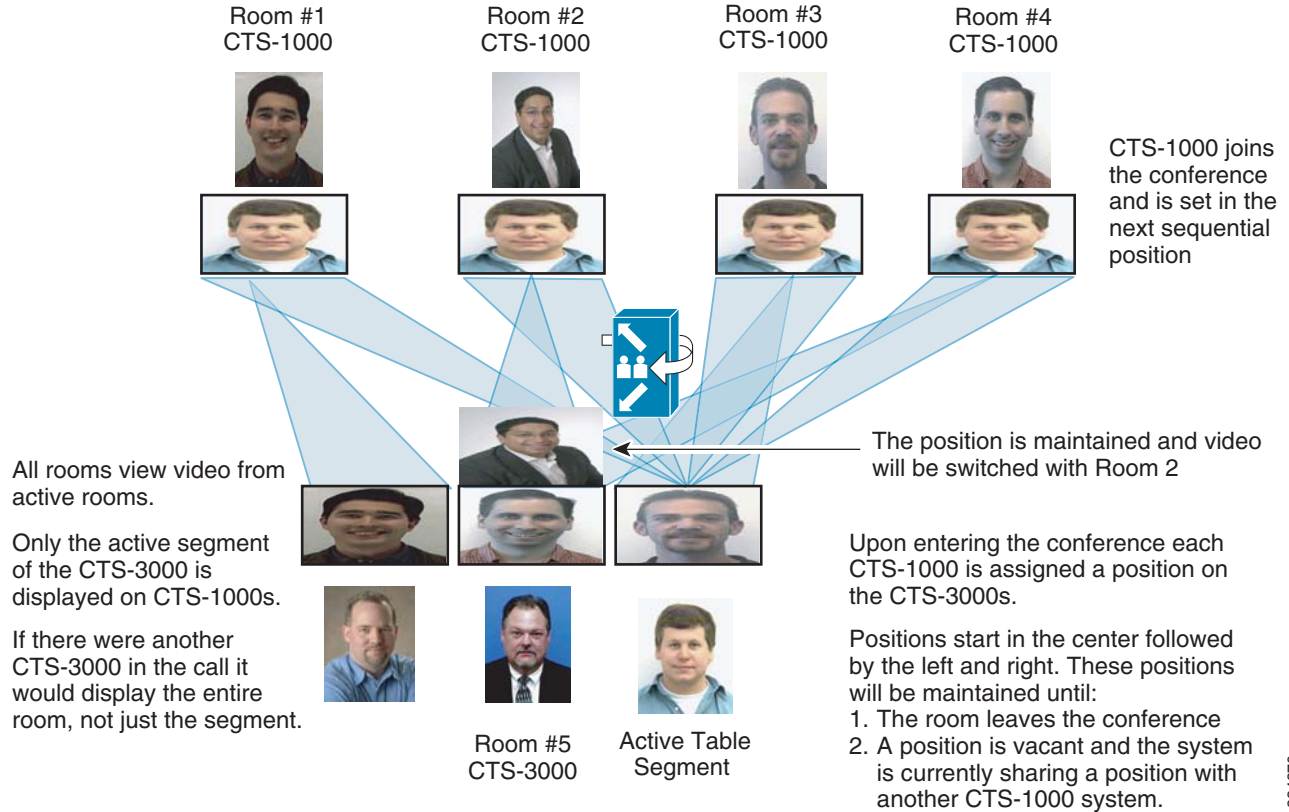 Room #1
CTS-1000
Room #2
CTS-1000
Room #3
CTS-1000
Room #4
CTS-1000
CTS-1000 joins
the conference
and is set in the
next sequential
position
The position is maintained and video
will be switched with Room 2
All rooms view video from
active rooms.
Only the active segment
of the CTS-3000 is
displayed on CTS-1000s.
If there were another
CTS-3000 in the call it
would display the entire
room, not just the segment.
Room #5
CTS-3000
Active Table
Segment
Upon entering the conference each
CTS-1000 is assigned a position on
the CTS-3000s.
Positions start in the center followed
by the left and right. These positions
will be maintained until:
1. The room leaves the conference
2. A position is vacant and the system
is currently sharing a position with
another CTS-1000 system.